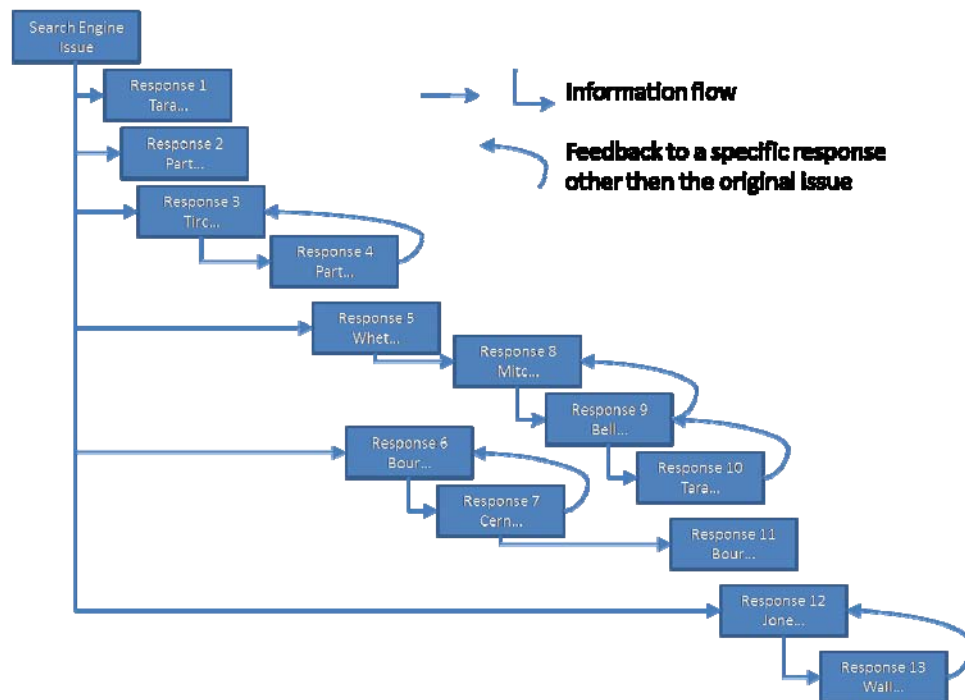 Search Engine
Issue
Response 1
Tara...
Response 2
Part...
Response 3
Tirc...
Response 4
Part...
Information flow
Feedback to a specific response
other then the original issue
Response 5
Whet...
Response 8
Mitc...
Response 9
Bell...
Response 6
Bour...
Response 10
Tara...
Response 7
Cern...
Response 11
Bour...
Response 12
Jone...
Response 13
Wall...